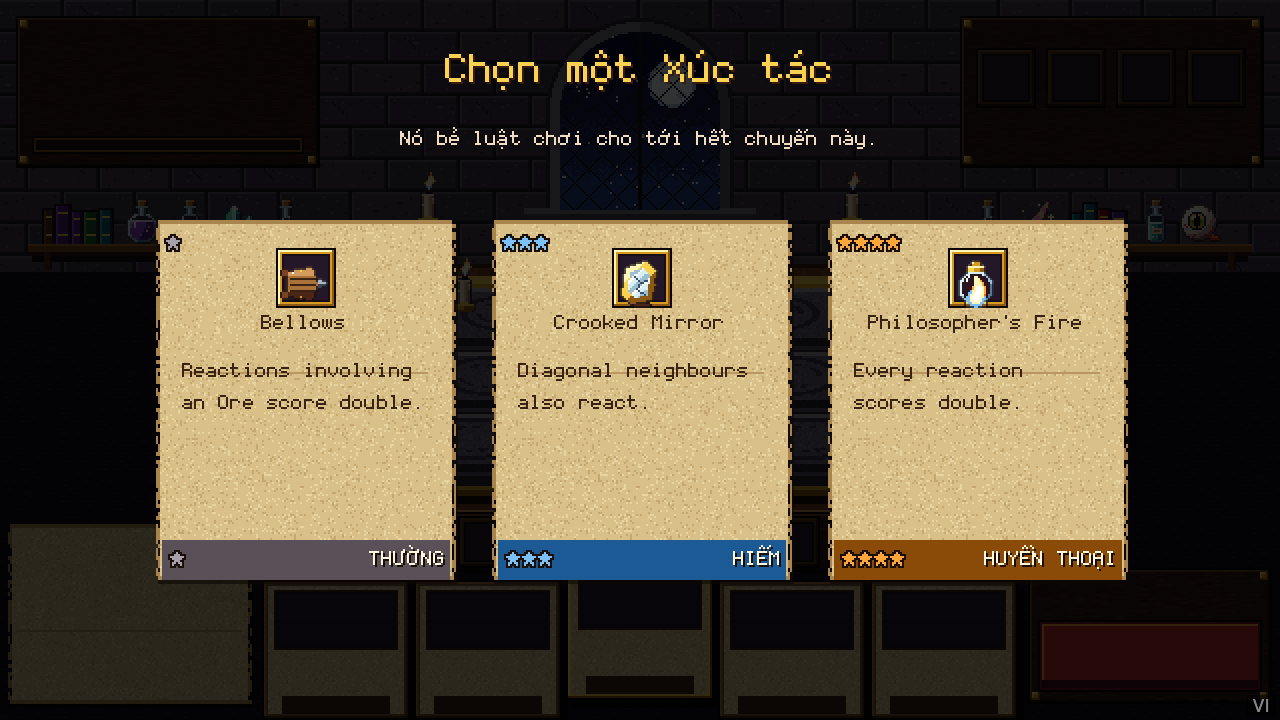 Chọn một Xúc tác
Nó bẻ luật chơi cho tới hết chuyến này.
Bellows
Reactions involving
an Ore score double.
THƯỜNG
Crooked Mirror
Diagonal neighbours
also react.
HIẾM
Philosopher's Fire
Every reaction
scores double.
HUYỀN THOẠI
VI